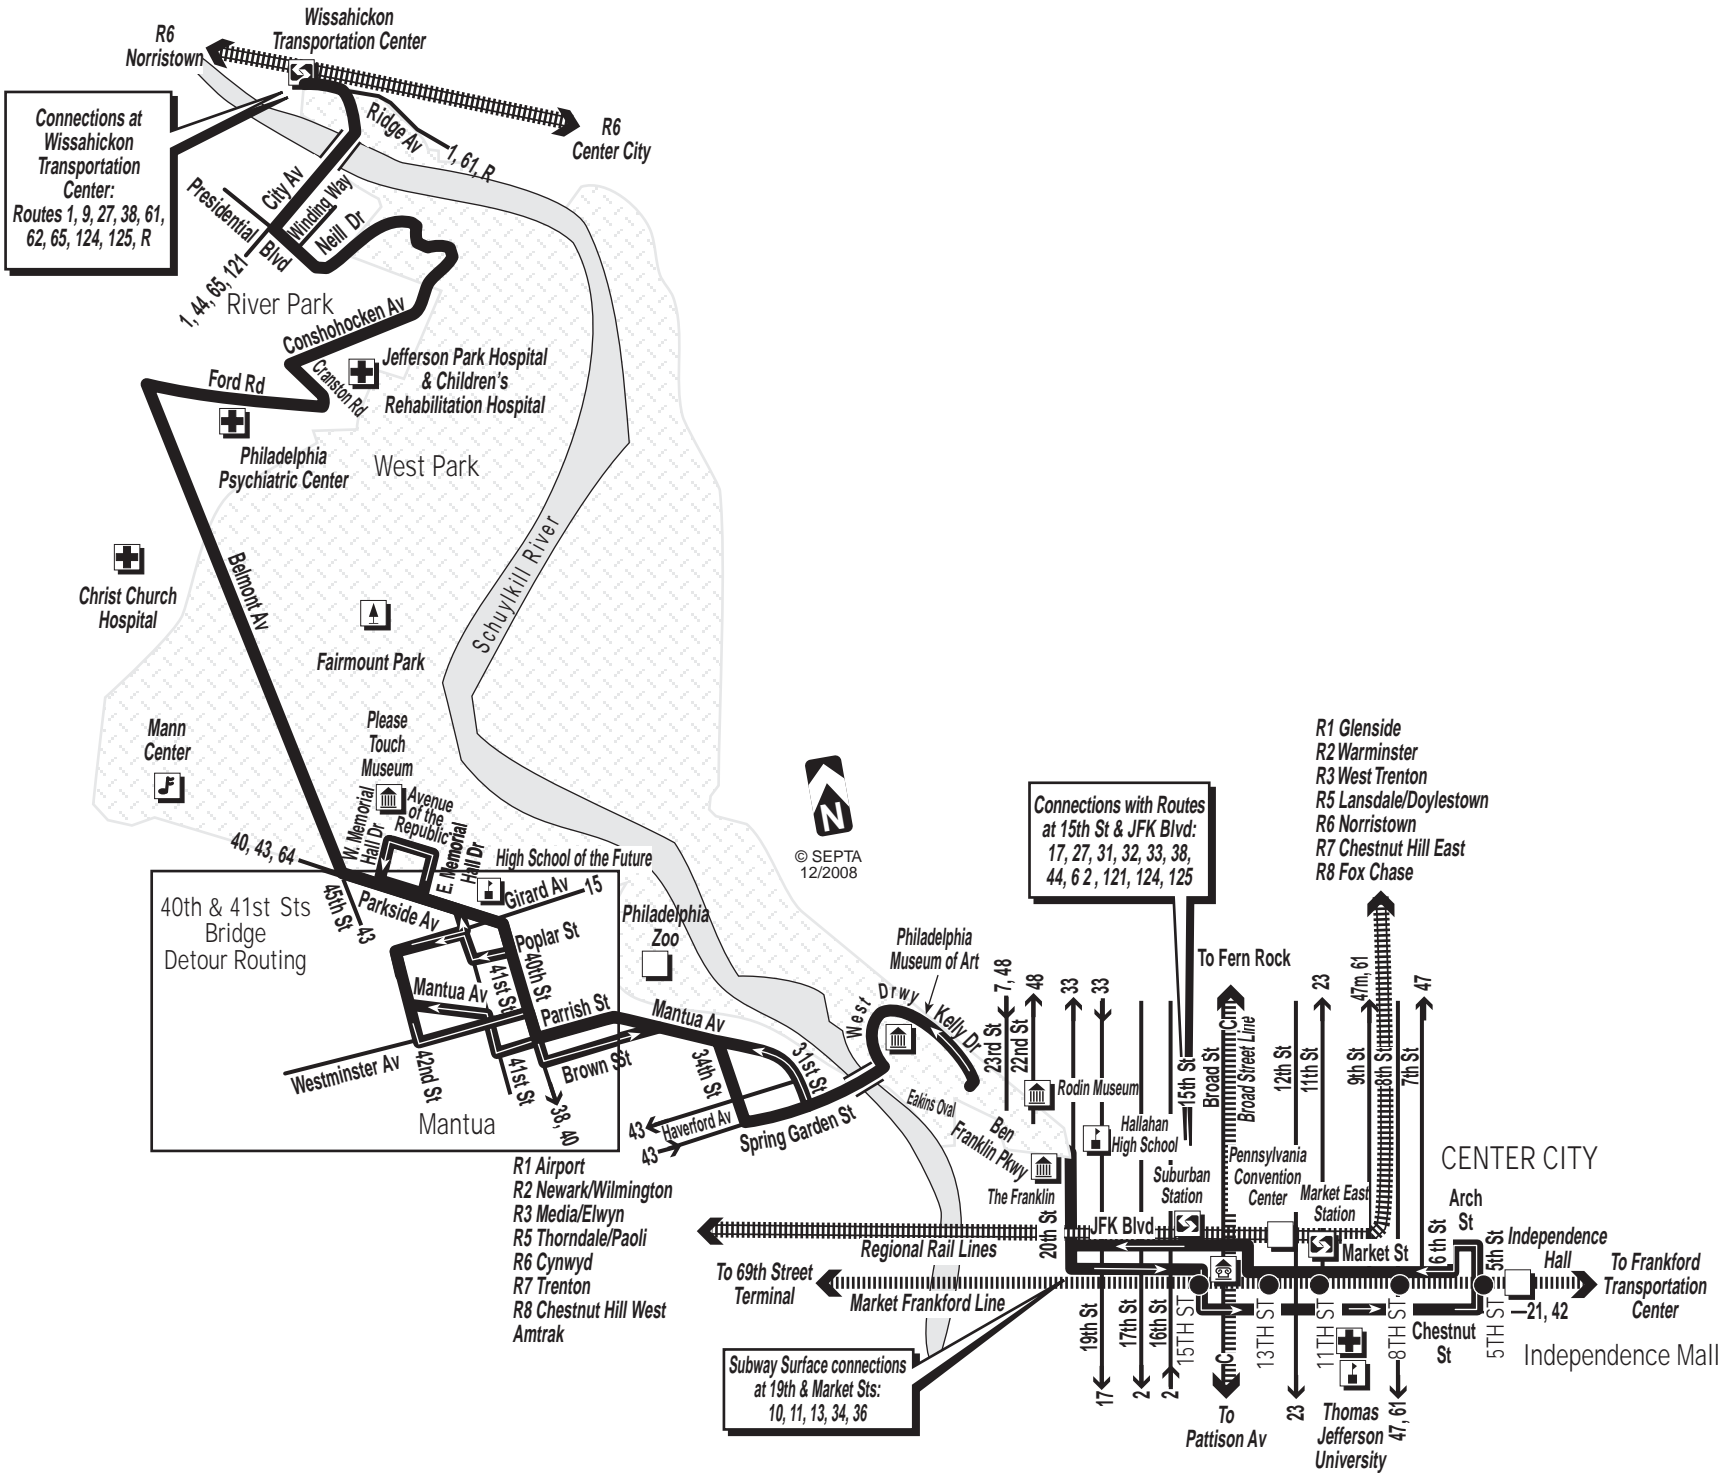 R6
Norristown
Wissahickon
Transportation Center
R6
Center City
Connections at
Wissahickon
Transportation
Center:
Routes 1, 9, 27, 38, 61,
62, 65, 124, 125, R
Ridge Av
1, 61, R
City Av
Winding Way
Presidential
Blvd
Neill Dr
1, 44, 65, 121
River Park
Conshohocken Av
Cranston Rd
Jefferson Park Hospital
& Children's
Rehabilitation Hospital
Ford Rd
Philadelphia
Psychiatric Center
West Park
Schuylkill River
Belmont Av
Christ Church
Hospital
Fairmount Park
Mann
Center
Please
Touch
Museum
Avenue
of the
Republic
W. Memorial
Hall Dr
E. Memorial
Hall Dr
High School of the Future
40, 43, 64
45th St
43
Parkside Av
Girard Av
15
40th & 41st Sts
Bridge
Detour Routing
Poplar St
40th St
41st St
Mantua Av
Parrish St
Westminster Av
42nd St
41st St
Brown St
38, 40
Mantua
Philadelphia
Zoo
Mantua Av
34th St
31st St
43
Haverford Av
43
Spring Garden St
N
© SEPTA
12/2008
West
Drwy
Kelly Dr
Philadelphia
Museum of Art
Eakins Oval
Ben
Franklin Pkwy
The Franklin
Rodin Museum
7, 48
48
33
33
23rd St
22nd St
Hallahan
High School
Connections with Routes
at 15th St & JFK Blvd:
17, 27, 31, 32, 33, 38,
44, 6 2 , 121, 124, 125
15th St
To Fern Rock
Broad St
Broad Street Line
C
12th St
11th St
23
47m, 61
9th St
8th St
7th St
47
R1 Glenside
R2 Warminster
R3 West Trenton
R5 Lansdale/Doylestown
R6 Norristown
R7 Chestnut Hill East
R8 Fox Chase
CENTER CITY
Suburban
Station
Pennsylvania
Convention
Center
Market East
Station
Arch
St
6 th St
5th St
Independence
Hall
R1 Airport
R2 Newark/Wilmington
R3 Media/Elwyn
R5 Thorndale/Paoli
R6 Cynwyd
R7 Trenton
R8 Chestnut Hill West
Amtrak
20th St
JFK Blvd
Market St
Regional Rail Lines
To 69th Street
Terminal
Market Frankford Line
To Frankford
Transportation
Center
21, 42
19th St
17th St
16th St
15TH ST
13TH ST
11TH ST
8TH ST
5TH ST
Chestnut
St
Independence Mall
17
2
2
C
To
Pattison Av
23
Thomas
Jefferson
University
47, 61
Subway Surface connections
at 19th & Market Sts:
10, 11, 13, 34, 36